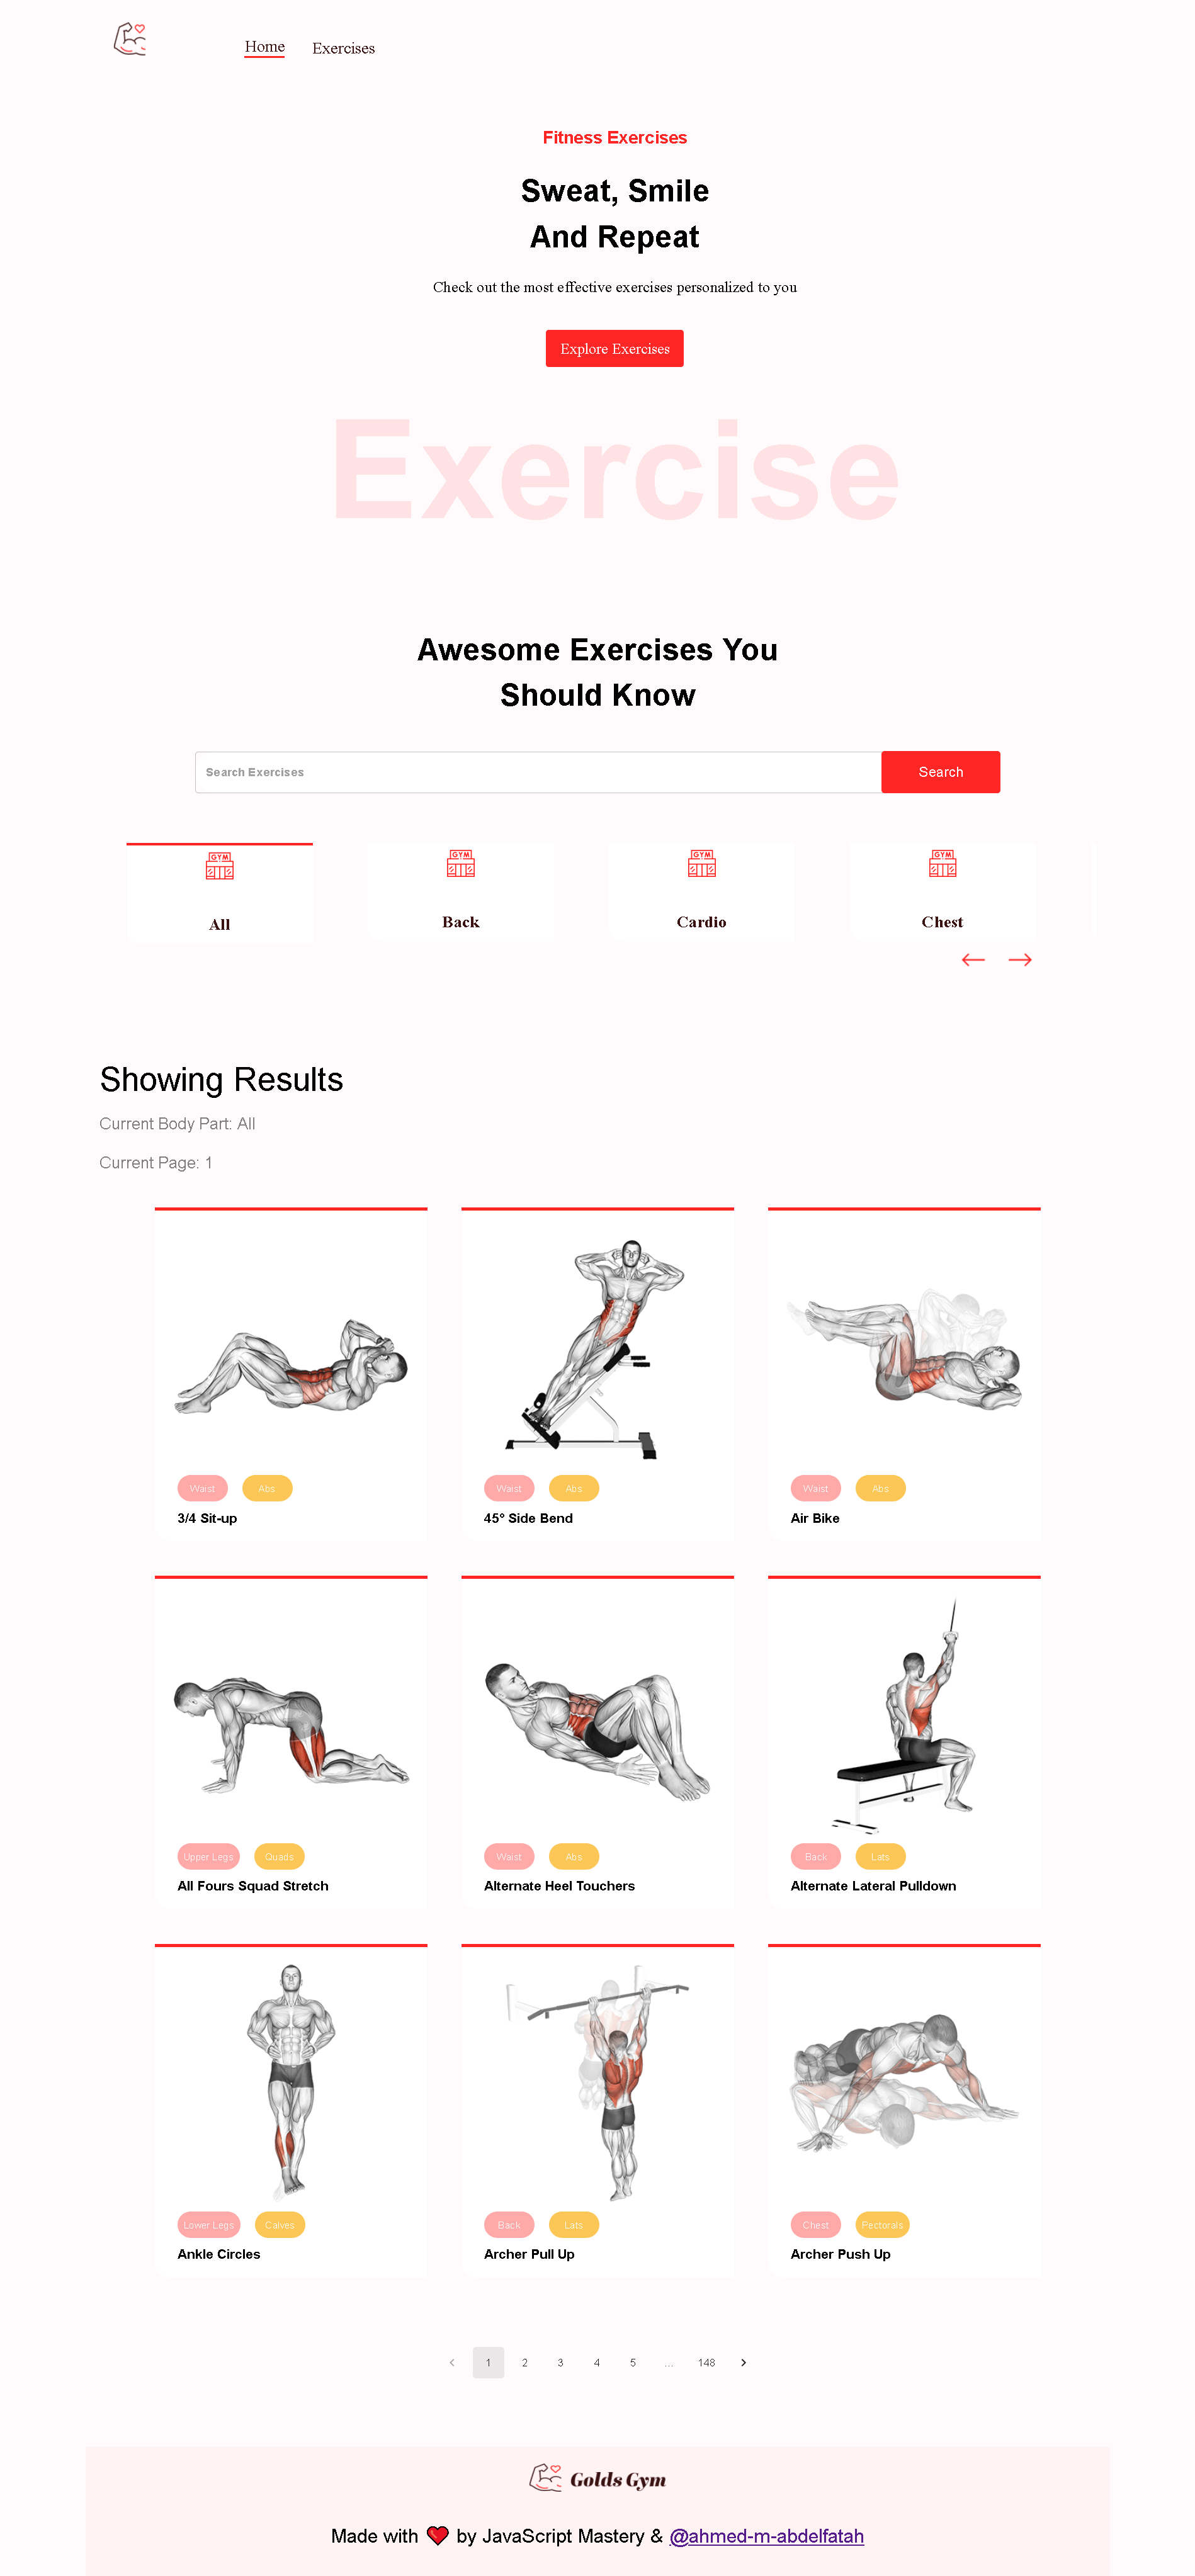 Home
Exercises
Fitness Exercises
Sweat, Smile
And Repeat
Check out the most effective exercises personalized to you
Explore Exercises
Exercise
Awesome Exercises You
Should Know
Search Exercises
Search
GYM
GYM
GYM
GYM
All
Back
Cardio
Chest
Showing Results
Current Body Part: All
Current Page: 1
Waist
Abs
3/4 Sit-up
Waist
Abs
45° Side Bend
Waist
Abs
Air Bike
Upper Legs
Quads
All Fours Squad Stretch
Waist
Abs
Alternate Heel Touchers
Back
Lats
Alternate Lateral Pulldown
Lower Legs
Calves
Ankle Circles
Back
Lats
Archer Pull Up
Chest
Pectorals
Archer Push Up
1 2 3 4 5 ... 148
Golds Gym
Made with ❤️ by JavaScript Mastery & @ahmed-m-abdelfatah